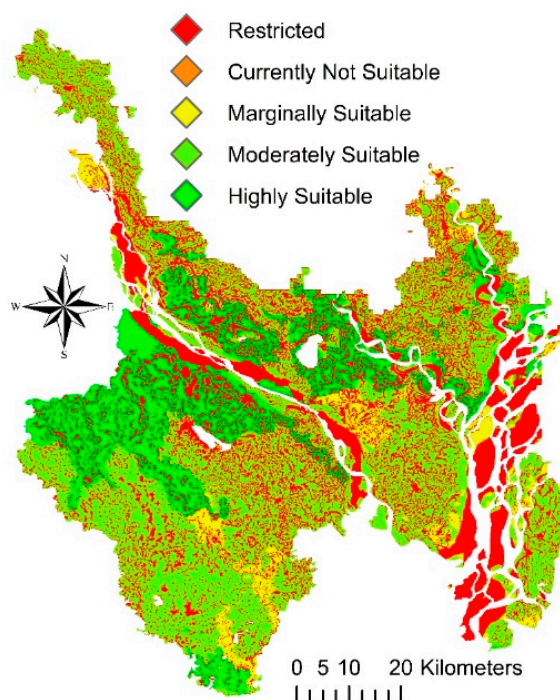 Restricted
Currently Not Suitable
Marginally Suitable
Moderately Suitable
Highly Suitable
N
W E
S
0 5 10 20 Kilometers